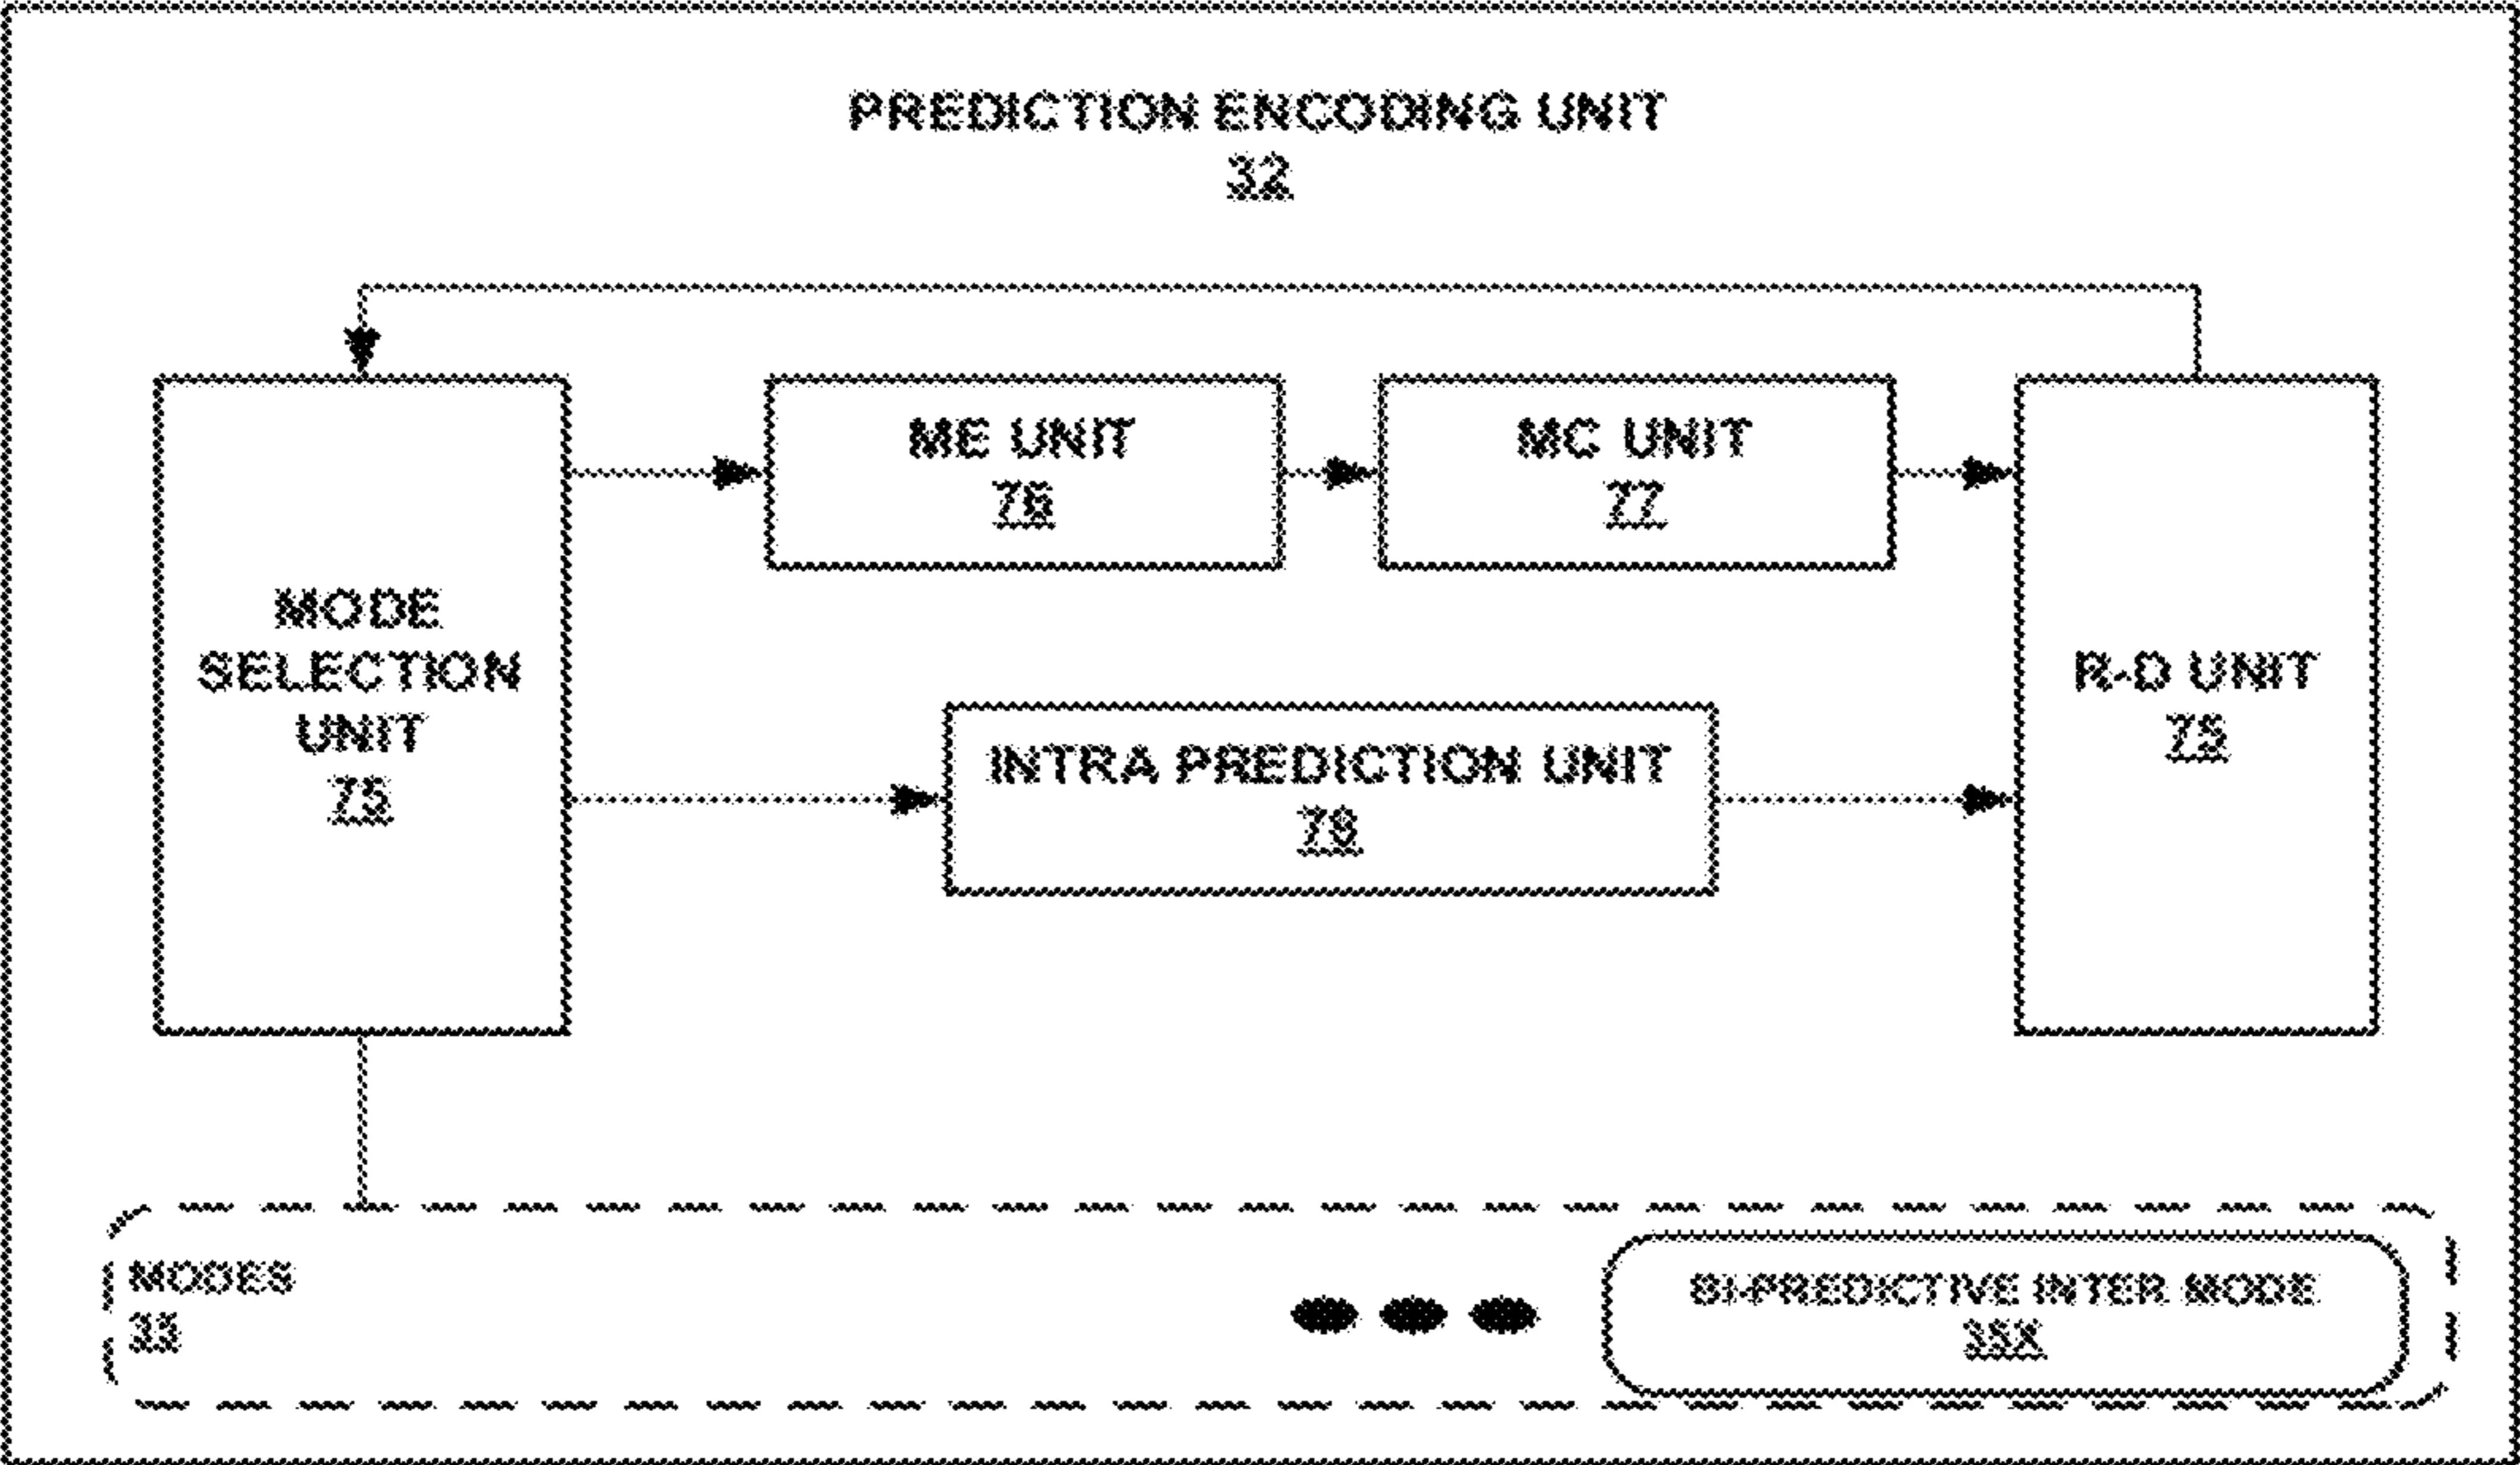 PREDICTION ENCODING UNIT
32
MODE
SELECTION
UNIT
75
ME UNIT
76
MC UNIT
77
INTRA PREDICTION UNIT
78
R-D UNIT
79
MODES
35
BI-PREDICTIVE INTER MODE
35X